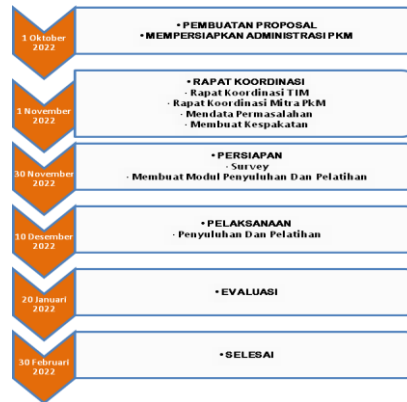 1 Oktober
2022
• PEMBUATAN PROPOSAL
• MEMPERSIAPKAN ADMINISTRASI PKM
1 November
2022
• RAPAT KOORDINASI
· Rapat Koordinasi TIM
· Rapat Koordinasi Mitra PkM
· Mendata Permasalahan
· Membuat Kespakatan
30 November
2022
• PERSIAPAN
· Survey
· Membuat Modul Penyuluhan Dan Pelatihan
10 Desember
2022
• PELAKSANAAN
· Penyuluhan Dan Pelatihan
20 Januari
2022
• EVALUASI
30 Februari
2022
• SELESAI